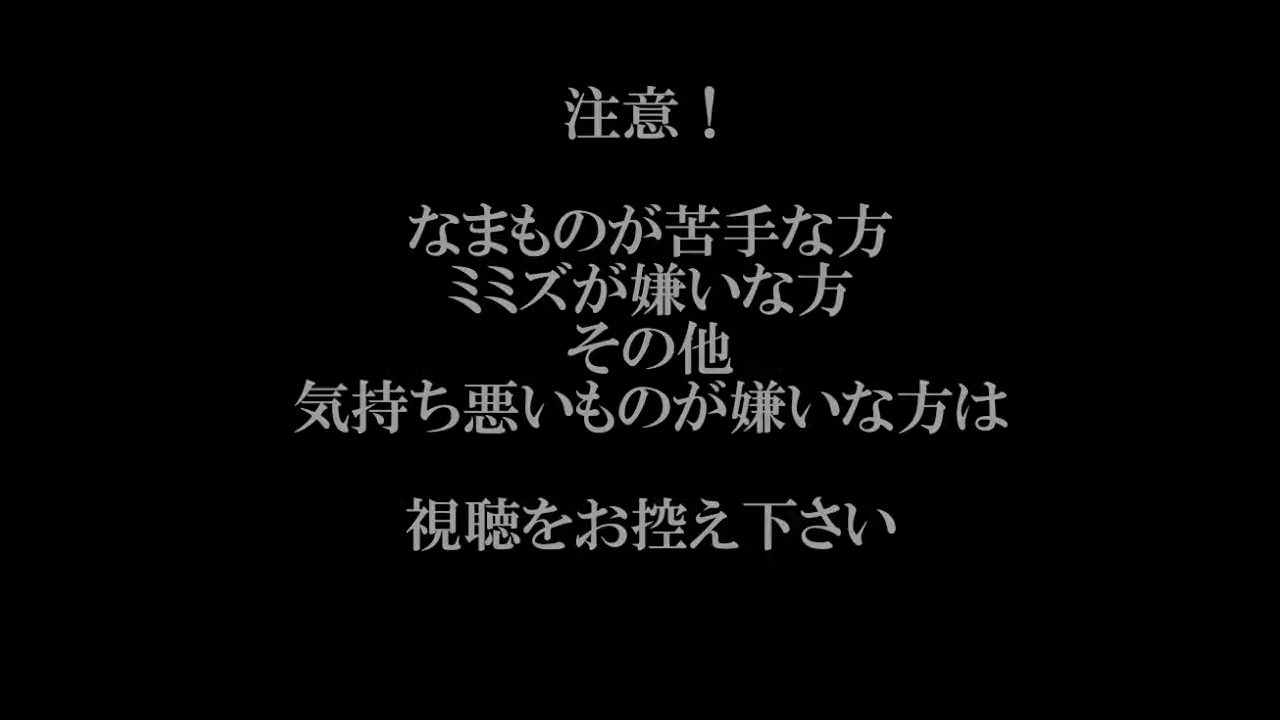 注意！
なまものが苦手な方
ミミズが嫌いな方
その他
気持ち悪いものが嫌いな方は
視聴をお控え下さい